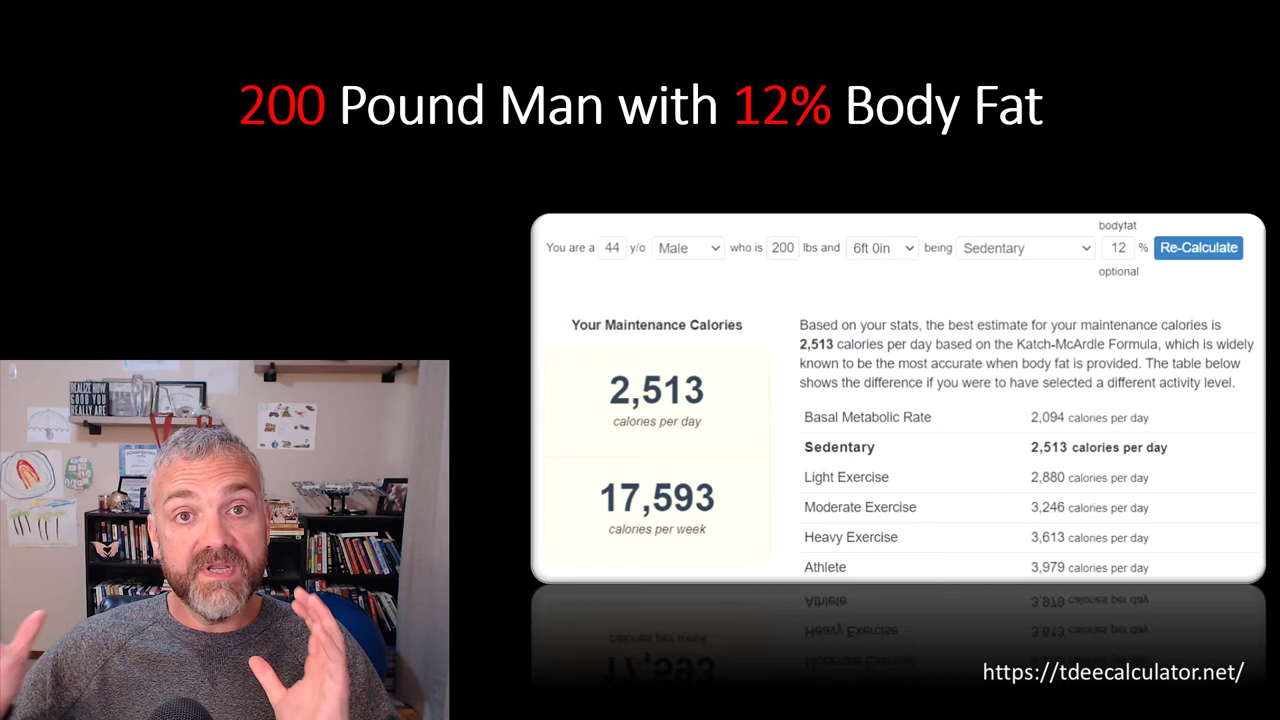 200 Pound Man with 12% Body Fat
bodyfat
You are a 44 y/o Male who is 200 lbs and 6ft 0in being Sedentary 12 % Re-Calculate
optional
Your Maintenance Calories
2,513
calories per day
17,593
calories per week
Based on your stats, the best estimate for your maintenance calories is
2,513 calories per day based on the Katch-McArdle Formula, which is widely
known to be the most accurate when body fat is provided. The table below
shows the difference if you were to have selected a different activity level.
Basal Metabolic Rate 2,094 calories per day
Sedentary 2,513 calories per day
Light Exercise 2,880 calories per day
Moderate Exercise 3,246 calories per day
Heavy Exercise 3,613 calories per day
Athlete 3,979 calories per day
https://tdeecalculator.net/
REALIZE HOW
GOOD YOU
REALLY ARE